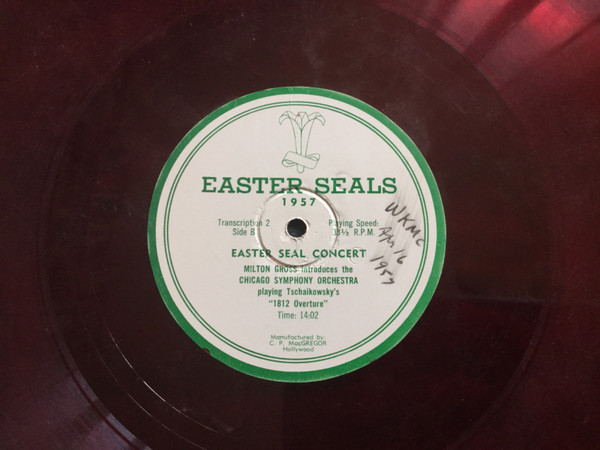 EASTER SEALS
1957
Transcription 2
Side B
Playing Speed:
33⅓ R.P.M.
EASTER SEAL CONCERT
MILTON GROSS introduces the
CHICAGO SYMPHONY ORCHESTRA
playing Tschaikowsky's
"1812 Overture"
Time: 14:02
Manufactured by:
C. P. MacGREGOR
Hollywood
WKMC
16
1957